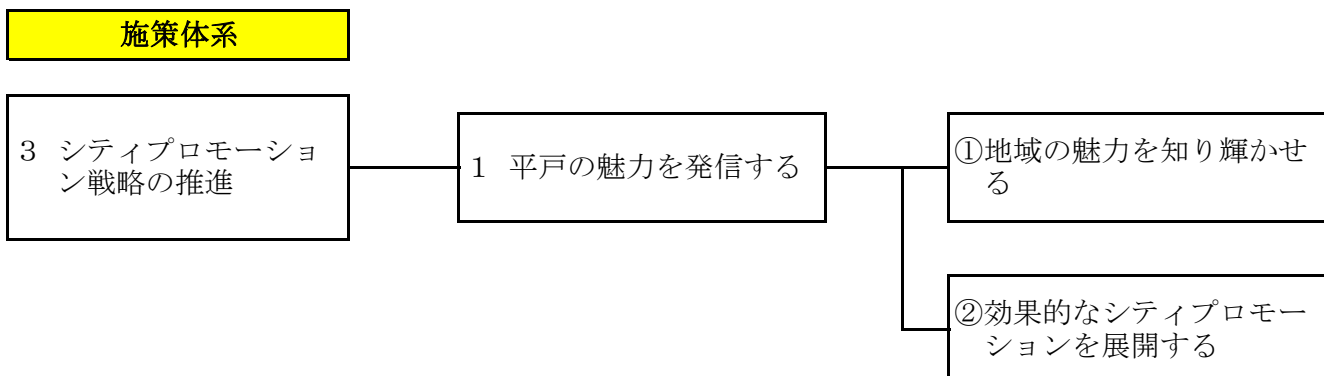 施策体系
3 シティプロモーショ
ン戦略の推進
1 平戸の魅力を発信する
①地域の魅力を知り輝かせ
る
②効果的なシティプロモー
ションを展開する